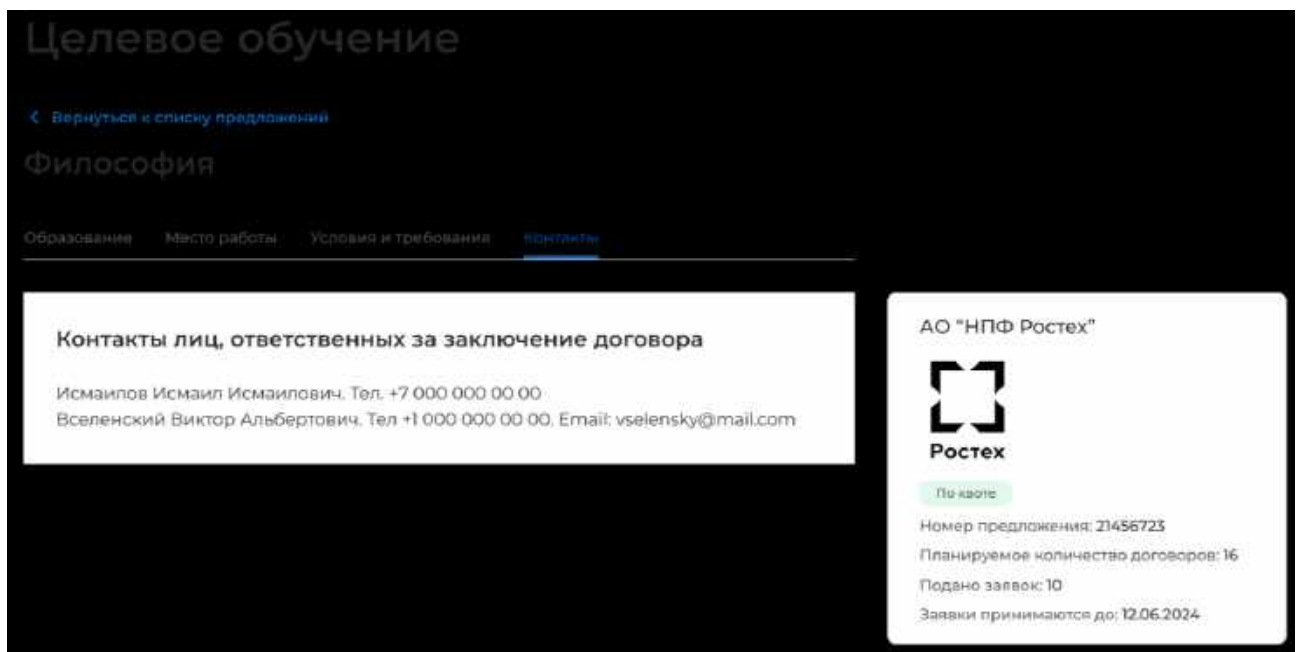 Целевое обучение
Вернуться к списку предложений
Философия
Образование Место работы Условия и требования Контакты
Контакты лиц, ответственных за заключение договора
Исмаилов Исмаил Исмаилович. Тел. +7 000 000 00 00
Вселенский Виктор Альбертович. Тел +1 000 000 00 00. Email: vselensky@mail.com
АО "НПФ Ростех"
Ростех
По квоте
Номер предложения: 21456723
Планируемое количество договоров: 16
Подано заявок: 10
Заявки принимаются до: 12.06.2024